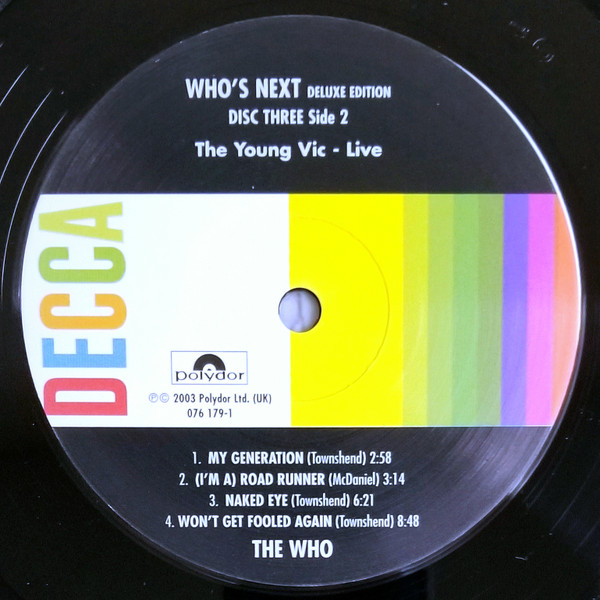 WHO'S NEXT DELUXE EDITION
DISC THREE Side 2
The Young Vic - Live
DECCA
polydor
℗© 2003 Polydor Ltd. (UK)
076 179-1
1. MY GENERATION (Townshend) 2:58
2. (I'M A) ROAD RUNNER (McDaniel) 3:14
3. NAKED EYE (Townshend) 6:21
4. WON'T GET FOOLED AGAIN (Townshend) 8:48
THE WHO